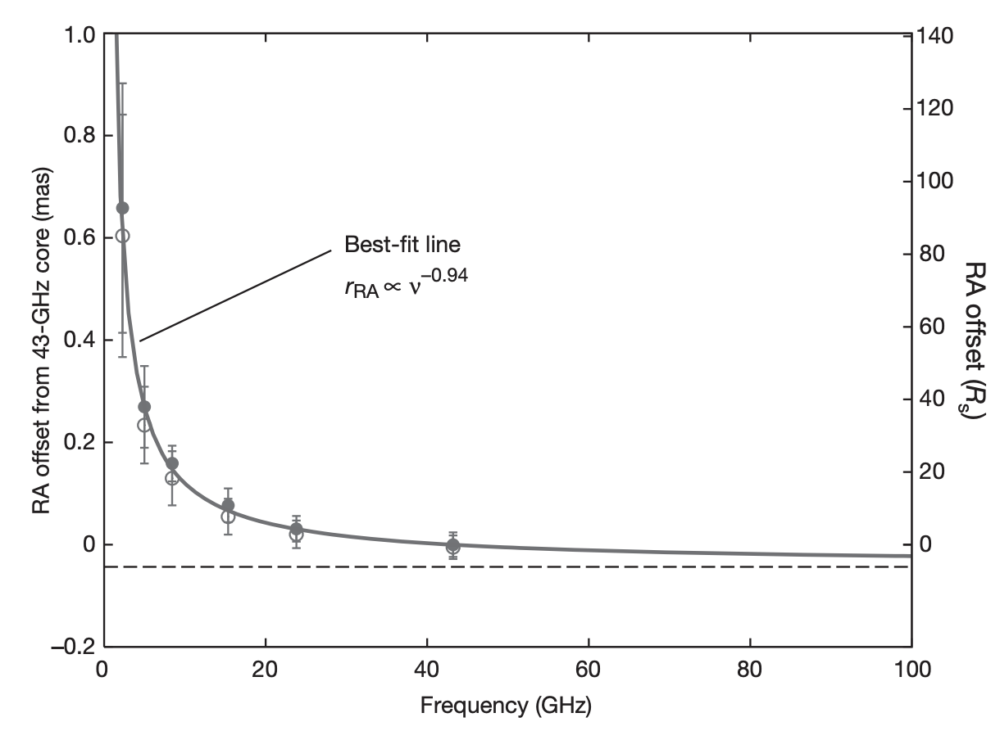 1.0
0.8
0.6
0.4
0.2
0
–0.2
RA offset from 43-GHz core (mas)
Best-fit line
rRA ∝ ν–0.94
140
120
100
80
60
40
20
0
RA offset (Rs)
0 20 40 60 80 100
Frequency (GHz)